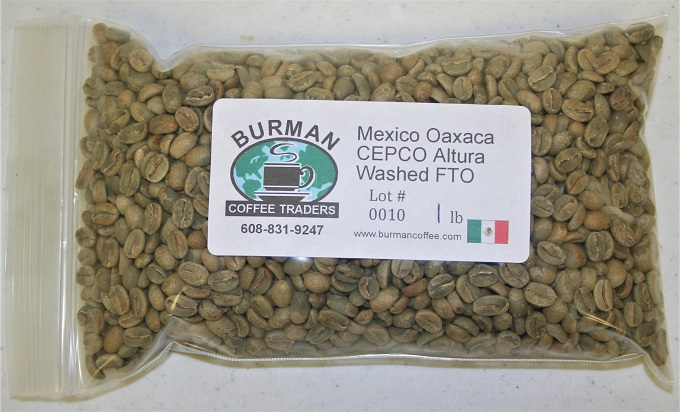 BURMAN
COFFEE TRADERS
608-831-9247
Mexico Oaxaca
CEPCO Altura
Washed FTO
Lot #
0010 1 lb
www.burmancoffee.com